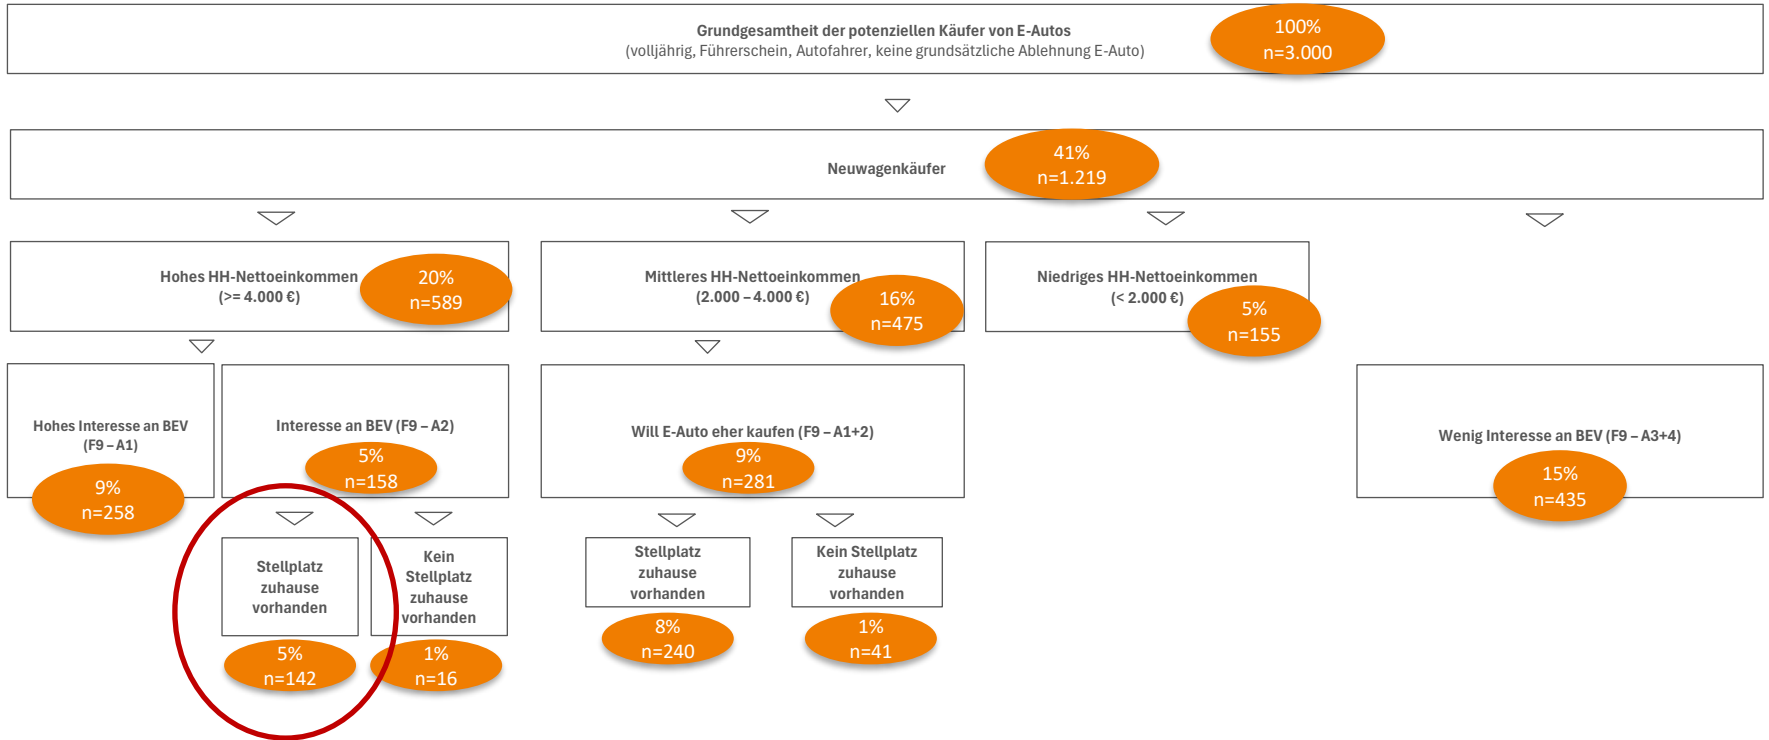 Grundgesamtheit der potenziellen Käufer von E-Autos
(volljährig, Führerschein, Autofahrer, keine grundsätzliche Ablehnung E-Auto)
100%
n=3.000
Neuwagenkäufer
41%
n=1.219
Hohes HH-Nettoeinkommen
(>= 4.000 €)
20%
n=589
Mittleres HH-Nettoeinkommen
(2.000 – 4.000 €)
16%
n=475
Niedriges HH-Nettoeinkommen
(< 2.000 €)
5%
n=155
Hohes Interesse an BEV
(F9 – A1)
9%
n=258
Interesse an BEV (F9 – A2)
5%
n=158
Will E-Auto eher kaufen (F9 – A1+2)
9%
n=281
Wenig Interesse an BEV (F9 – A3+4)
15%
n=435
Stellplatz
zuhause
vorhanden
5%
n=142
Kein
Stellplatz
zuhause
vorhanden
1%
n=16
Stellplatz
zuhause
vorhanden
8%
n=240
Kein Stellplatz
zuhause
vorhanden
1%
n=41